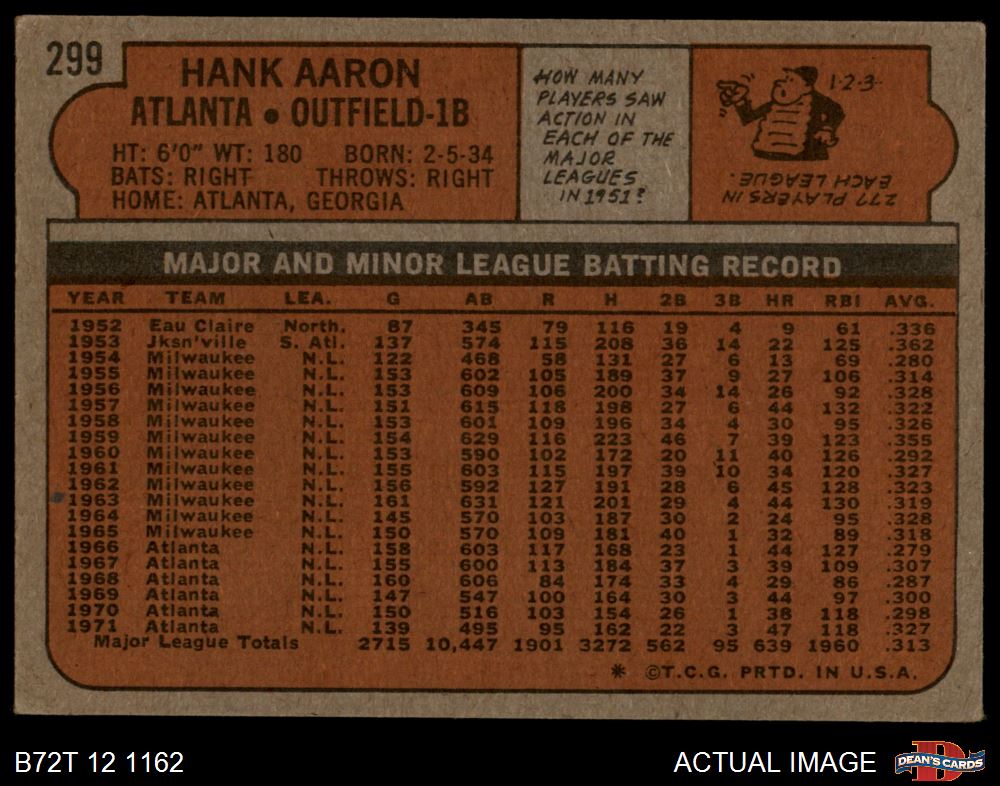 299
HANK AARON
ATLANTA • OUTFIELD-1B
HT: 6'0" WT: 180 BORN: 2-5-34
BATS: RIGHT THROWS: RIGHT
HOME: ATLANTA, GEORGIA
HOW MANY
PLAYERS SAW
ACTION IN
EACH OF THE
MAJOR
LEAGUES
IN 1951?
1-2-3-
277 PLAYERS IN
EACH LEAGUE.
MAJOR AND MINOR LEAGUE BATTING RECORD
YEAR TEAM LEA. G AB R H 2B 3B HR RBI AVG.
1952 Eau Claire North. 87 345 79 116 19 4 9 61 .336
1953 Jksn'ville S. Atl. 137 574 115 208 36 14 22 125 .362
1954 Milwaukee N.L. 122 468 58 131 27 6 13 69 .280
1955 Milwaukee N.L. 153 602 105 189 37 9 27 106 .314
1956 Milwaukee N.L. 153 609 106 200 34 14 26 92 .328
1957 Milwaukee N.L. 151 615 118 198 27 6 44 132 .322
1958 Milwaukee N.L. 153 601 109 196 34 4 30 95 .326
1959 Milwaukee N.L. 154 629 116 223 46 7 39 123 .355
1960 Milwaukee N.L. 153 590 102 172 20 11 40 126 .292
1961 Milwaukee N.L. 155 603 115 197 39 10 34 120 .327
1962 Milwaukee N.L. 156 592 127 191 28 6 45 128 .323
1963 Milwaukee N.L. 161 631 121 201 29 4 44 130 .319
1964 Milwaukee N.L. 145 570 103 187 30 2 24 95 .328
1965 Milwaukee N.L. 150 570 109 181 40 1 32 89 .318
1966 Atlanta N.L. 158 603 117 168 23 1 44 127 .279
1967 Atlanta N.L. 155 600 113 184 37 3 39 109 .307
1968 Atlanta N.L. 160 606 84 174 33 4 29 86 .287
1969 Atlanta N.L. 147 547 100 164 30 3 44 97 .300
1970 Atlanta N.L. 150 516 103 154 26 1 38 118 .298
1971 Atlanta N.L. 139 495 95 162 22 3 47 118 .327
Major League Totals 2715 10,447 1901 3272 562 95 639 1960 .313
* ©T.C.G. PRTD. IN U.S.A.
B72T 12 1162
ACTUAL IMAGE
D
DEAN'S CARDS